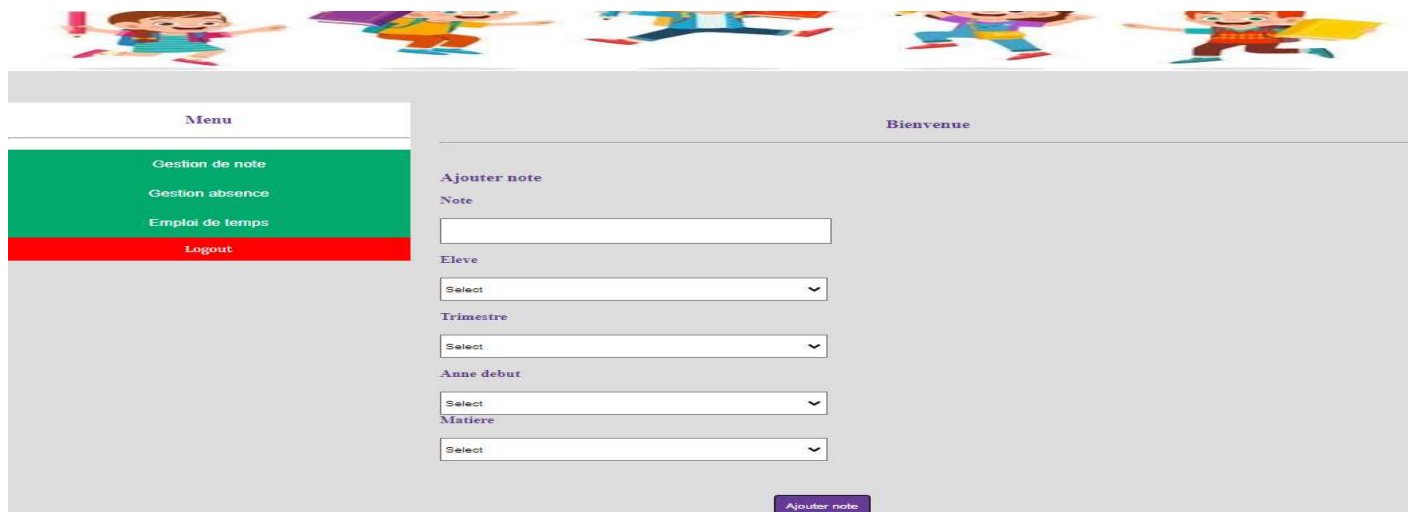 Menu
Gestion de note
Gestion absence
Emploi de temps
Logout
Bienvenue
Ajouter note
Note
Eleve
Select
Trimestre
Select
Anne debut
Select
Matiere
Select
Ajouter note